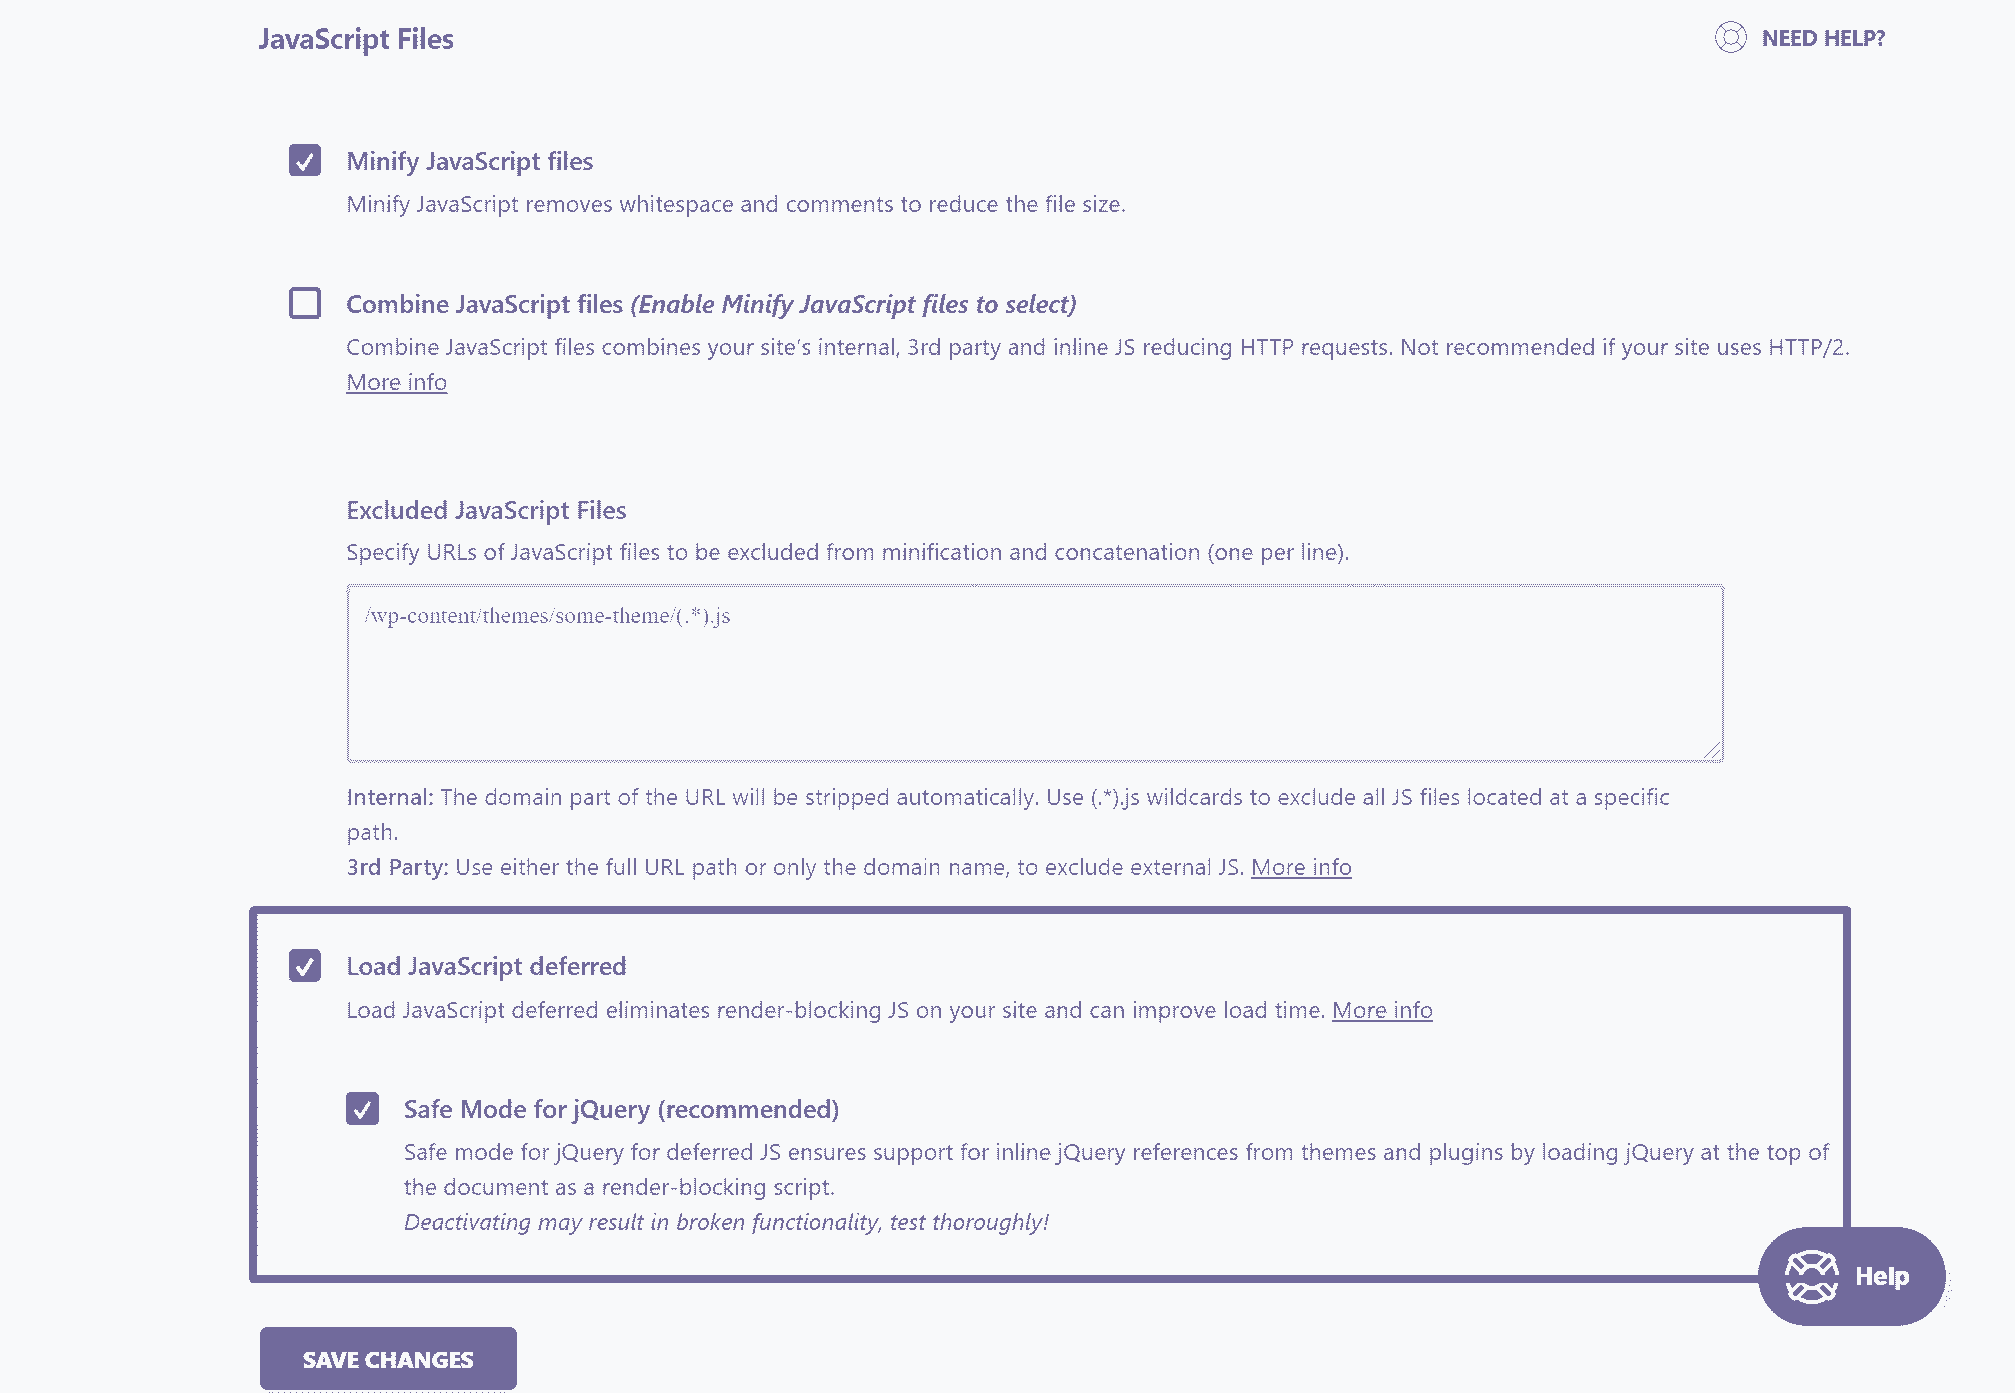 JavaScript Files
NEED HELP?
Minify JavaScript files
Minify JavaScript removes whitespace and comments to reduce the file size.
Combine JavaScript files (Enable Minify JavaScript files to select)
Combine JavaScript files combines your site's internal, 3rd party and inline JS reducing HTTP requests. Not recommended if your site uses HTTP/2.
More info
Excluded JavaScript Files
Specify URLs of JavaScript files to be excluded from minification and concatenation (one per line).
/wp-content/themes/some-theme/(.*).js
Internal: The domain part of the URL will be stripped automatically. Use (.*).js wildcards to exclude all JS files located at a specific
path.
3rd Party: Use either the full URL path or only the domain name, to exclude external JS. More info
Load JavaScript deferred
Load JavaScript deferred eliminates render-blocking JS on your site and can improve load time. More info
Safe Mode for jQuery (recommended)
Safe mode for jQuery for deferred JS ensures support for inline jQuery references from themes and plugins by loading jQuery at the top of
the document as a render-blocking script.
Deactivating may result in broken functionality, test thoroughly!
Help
SAVE CHANGES